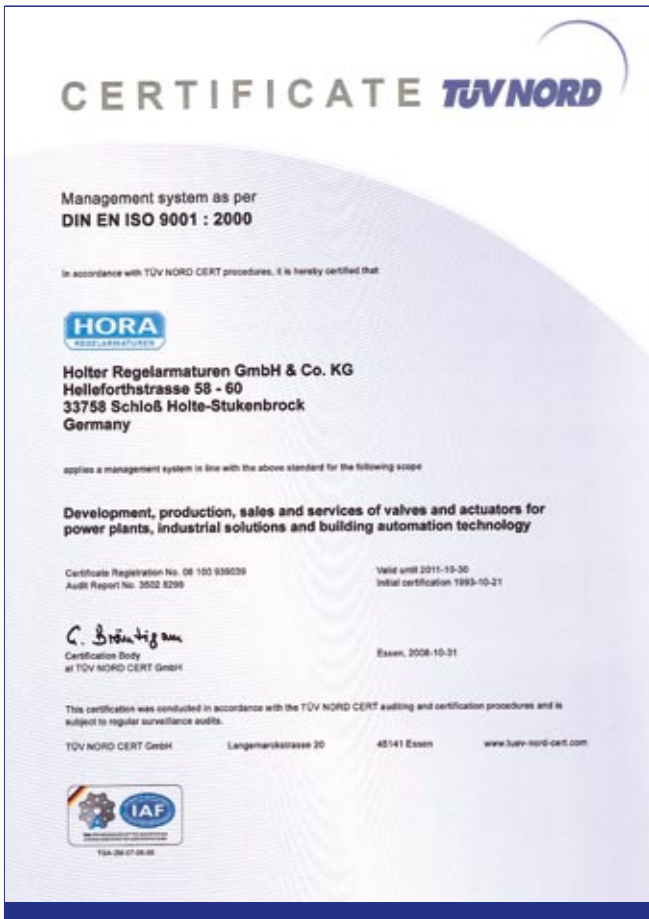 CERTIFICATE TÜV NORD
Management system as per
DIN EN ISO 9001 : 2000
In accordance with TÜV NORD CERT procedures, it is hereby certified that
HORA
REGELARMATUREN
Holter Regelarmaturen GmbH & Co. KG
Helleforthstrasse 58 - 60
33758 Schloß Holte-Stukenbrock
Germany
applies a management system in line with the above standard for the following scope
Development, production, sales and services of valves and actuators for
power plants, industrial solutions and building automation technology
Certificate Registration No. 08 100 939039
Audit Report No. 3502 8298
Valid until 2011-10-30
Initial certification 1993-10-21
C. Bräutigam
Certification Body
at TÜV NORD CERT GmbH
Essen, 2008-10-31
This certification was conducted in accordance with the TÜV NORD CERT auditing and certification procedures and is
subject to regular surveillance audits.
TÜV NORD CERT GmbH Langemarckstrasse 20 45141 Essen www.tuev-nord-cert.com
IAF